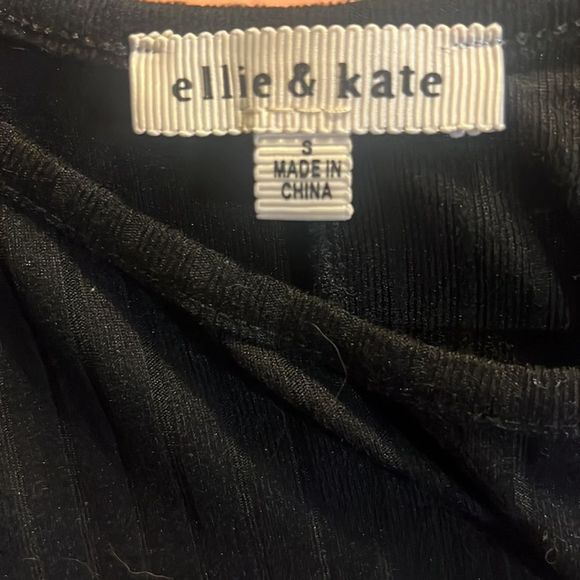 ellie & kate
S
MADE IN
CHINA